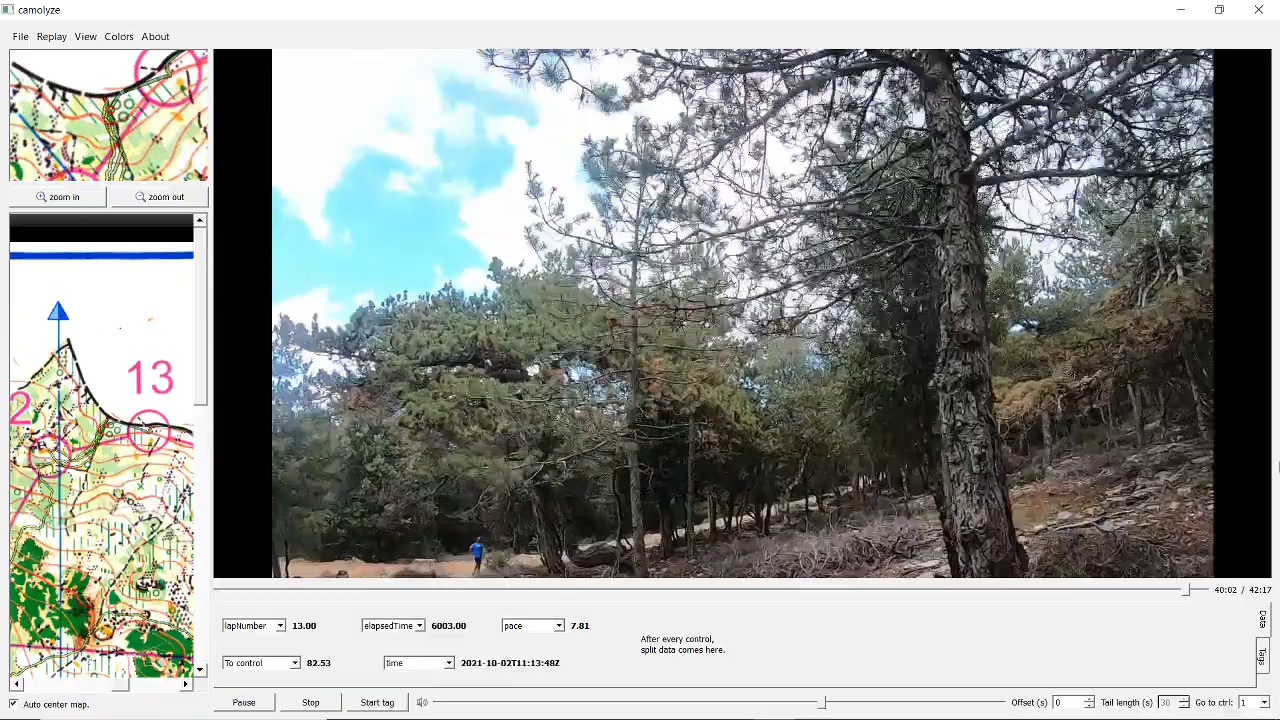 camolyze
File Replay View Colors About
zoom in zoom out
13
2
40:02 / 42:17
lapNumber 13.00 elapsedTime 6003.00 pace 7.81
After every control,
split data comes here.
To control 82.53 time 2021-10-02T11:13:48Z
Data
Tags
Auto center map.
Pause Stop Start tag Offset (s) 0 Tail length (s) 30 Go to ctrl: 1